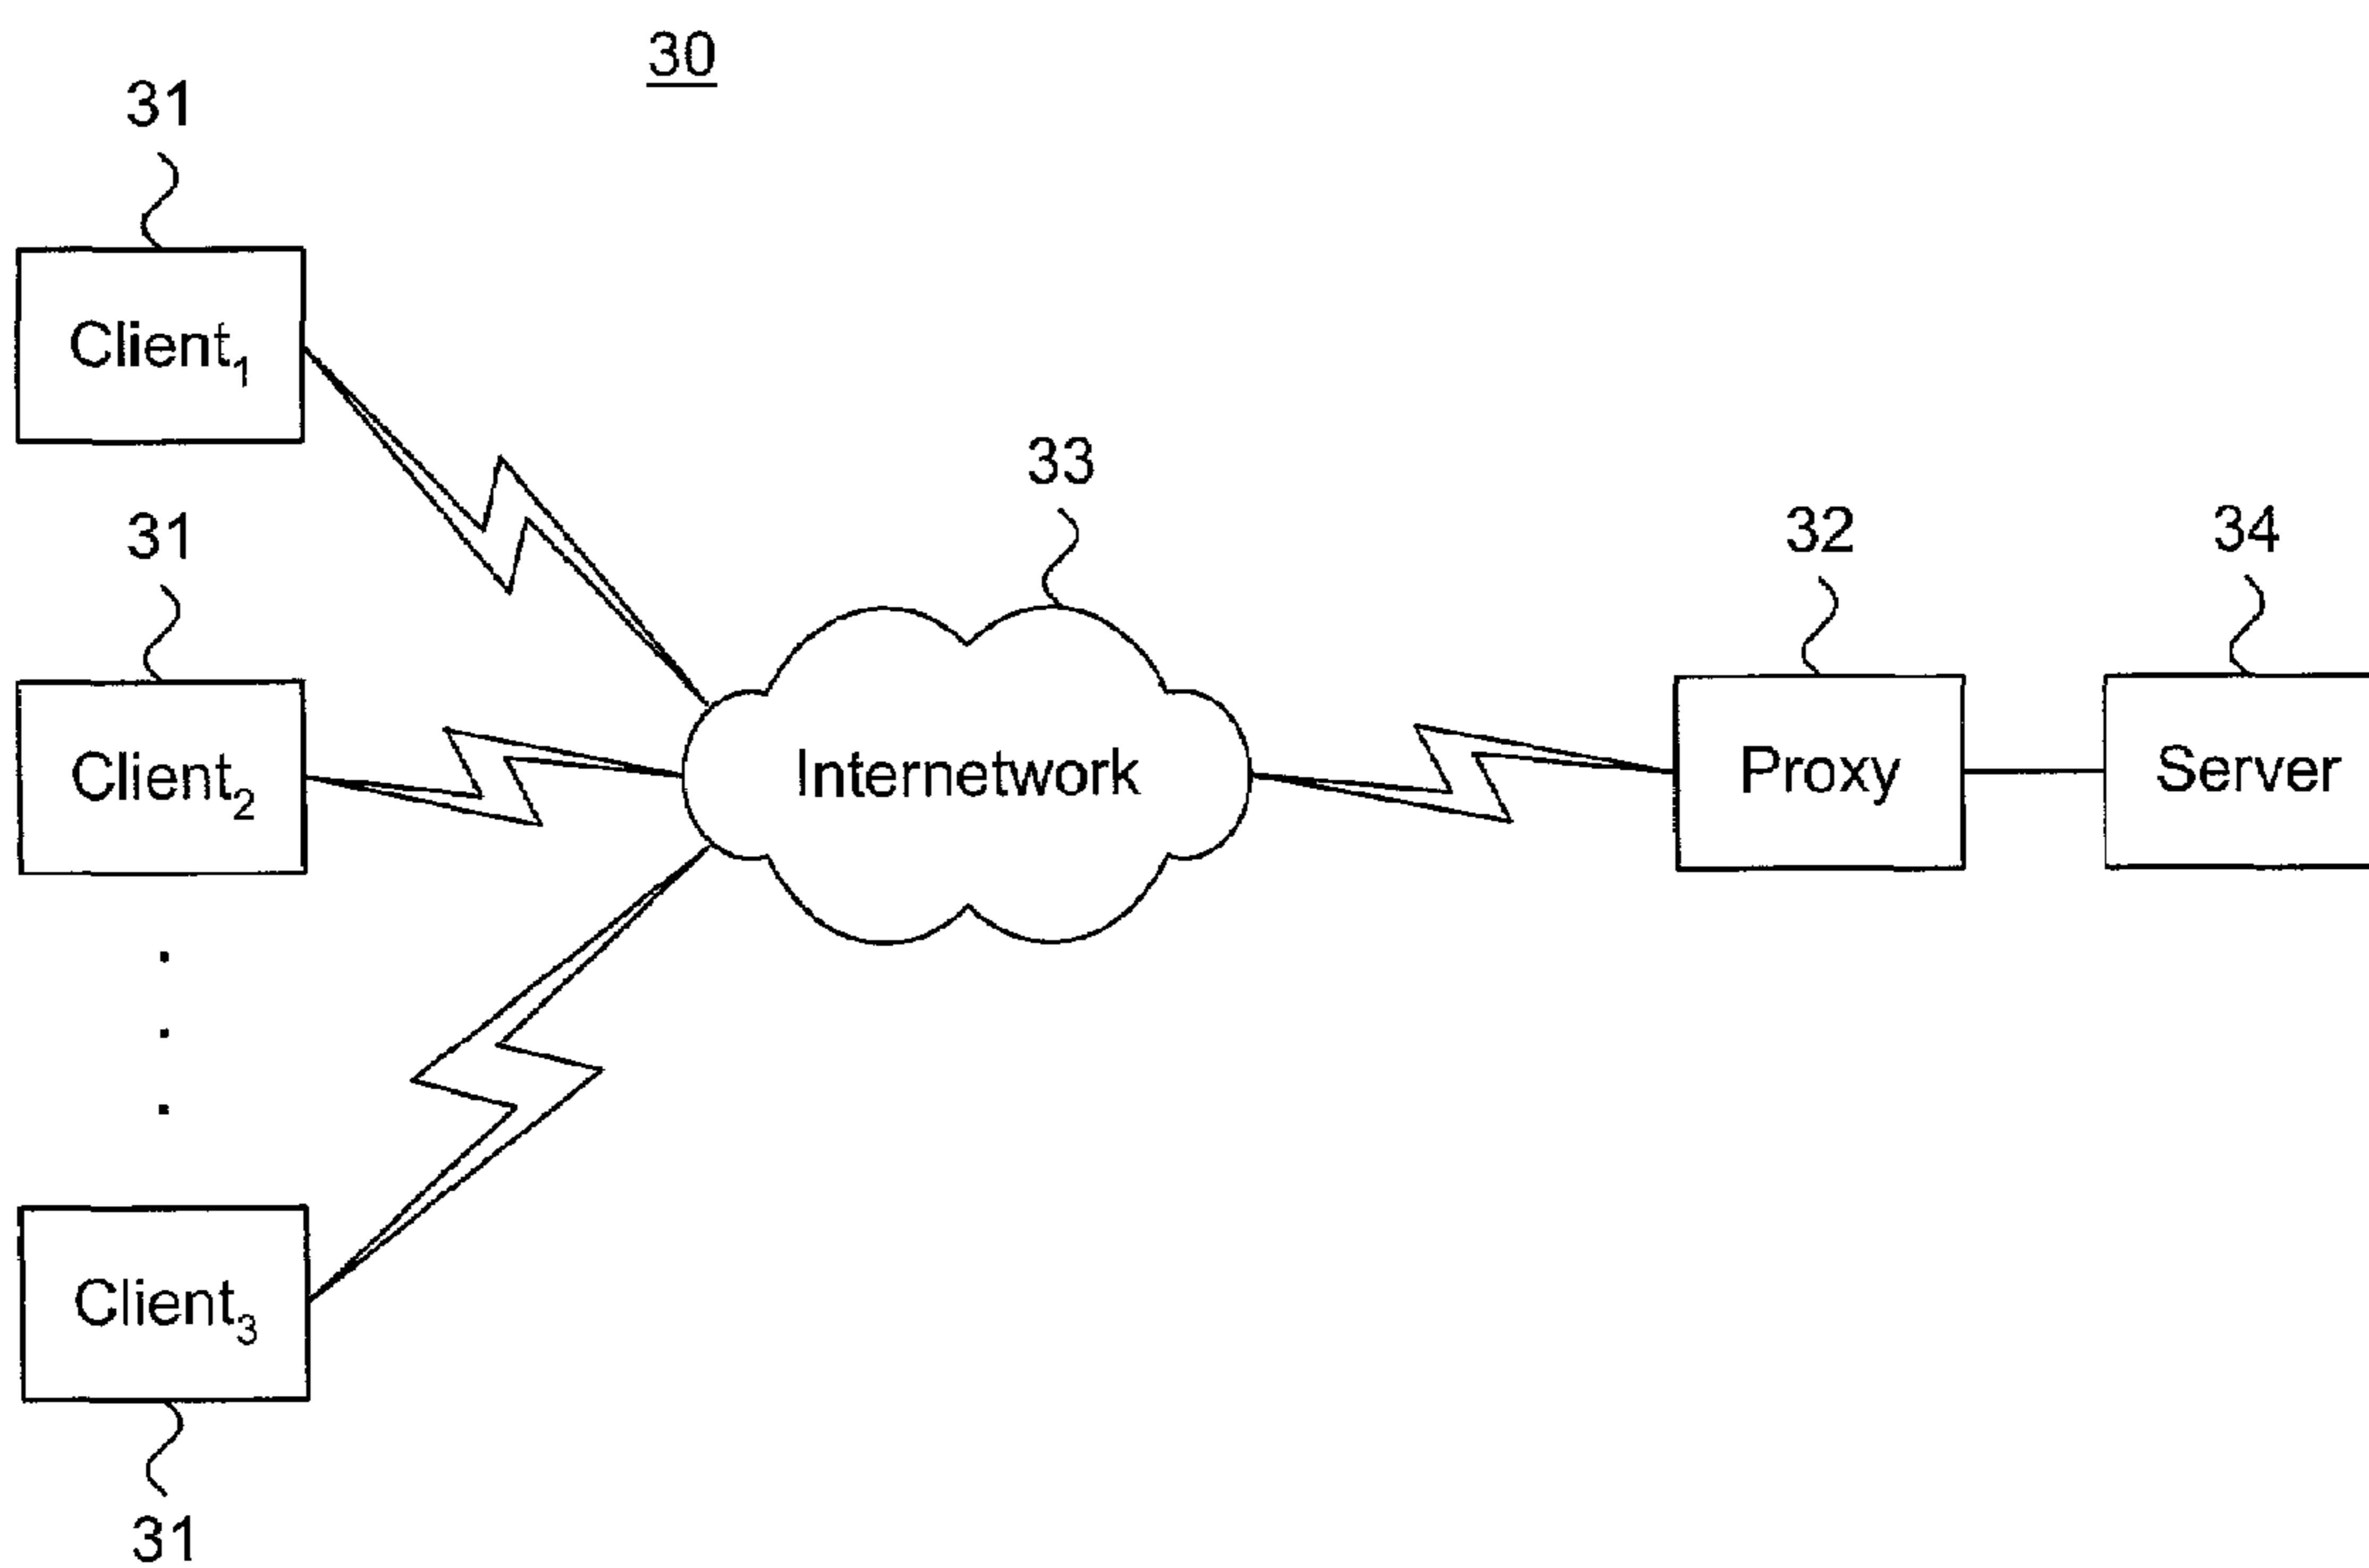 30
31
Client₁
31
Client₂
33
Internetwork
32
Proxy
34
Server
.
.
.
Client₃
31